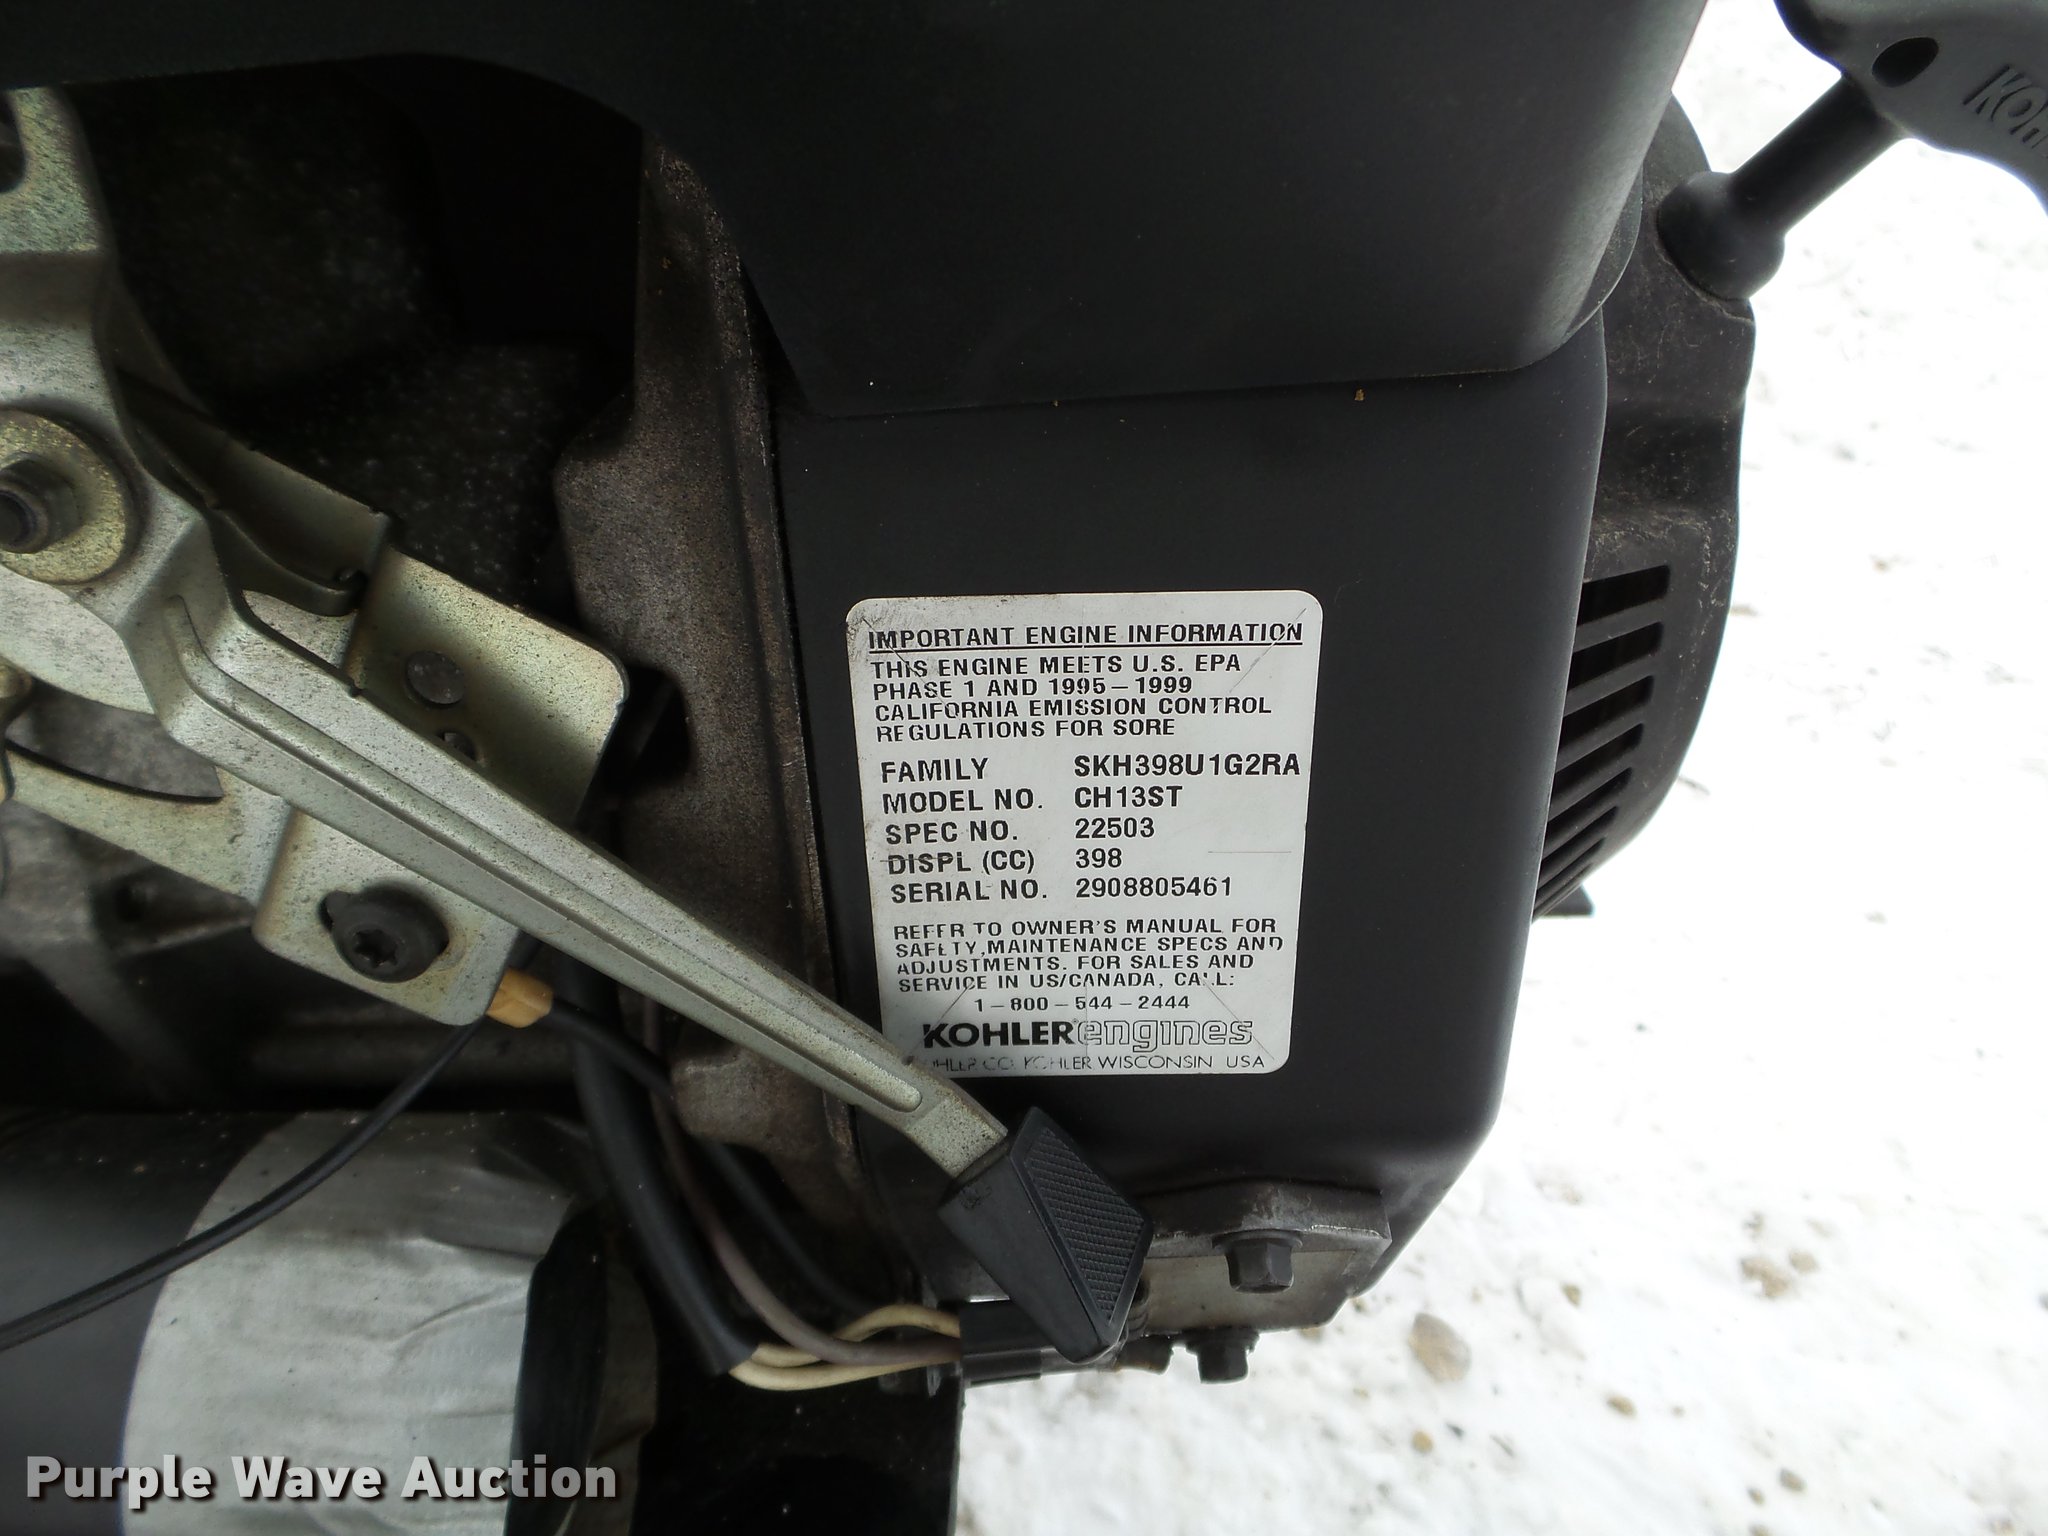 KOH
IMPORTANT ENGINE INFORMATION
THIS ENGINE MEETS U.S. EPA
PHASE 1 AND 1995-1999
CALIFORNIA EMISSION CONTROL
REGULATIONS FOR SORE
FAMILY SKH398U1G2RA
MODEL NO. CH13ST
SPEC NO. 22503
DISPL (CC) 398
SERIAL NO. 2908805461
REFER TO OWNER'S MANUAL FOR
SAFETY, MAINTENANCE SPECS AND
ADJUSTMENTS. FOR SALES AND
SERVICE IN US/CANADA, CALL:
1-800-544-2444
KOHLER engines
KOHLER CO. KOHLER WISCONSIN USA
Purple Wave Auction